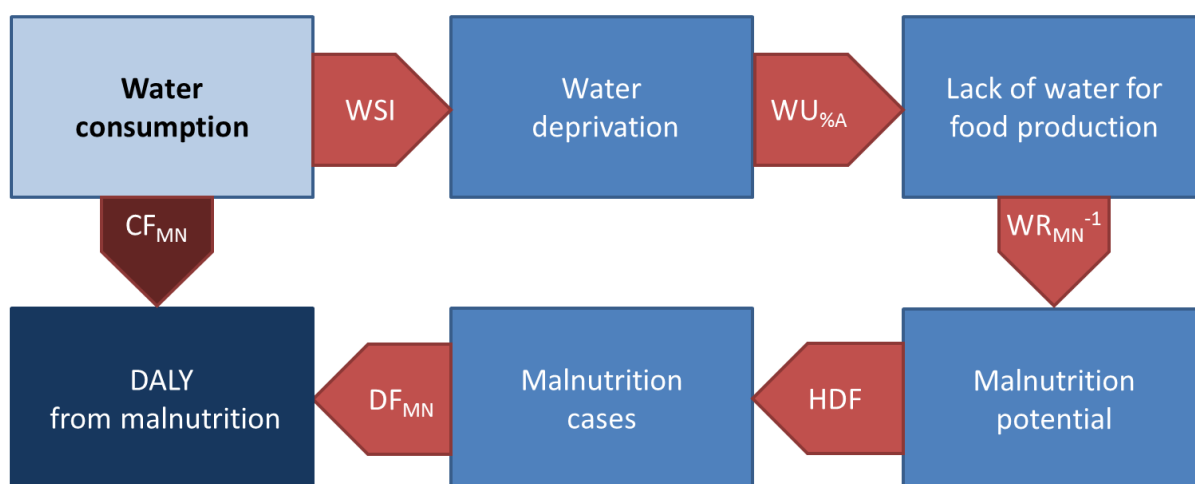 Water
consumption
WSI
Water
deprivation
WU%A
Lack of water for
food production
CFMN
WRMN-1
DALY
from malnutrition
DFMN
Malnutrition
cases
HDF
Malnutrition
potential